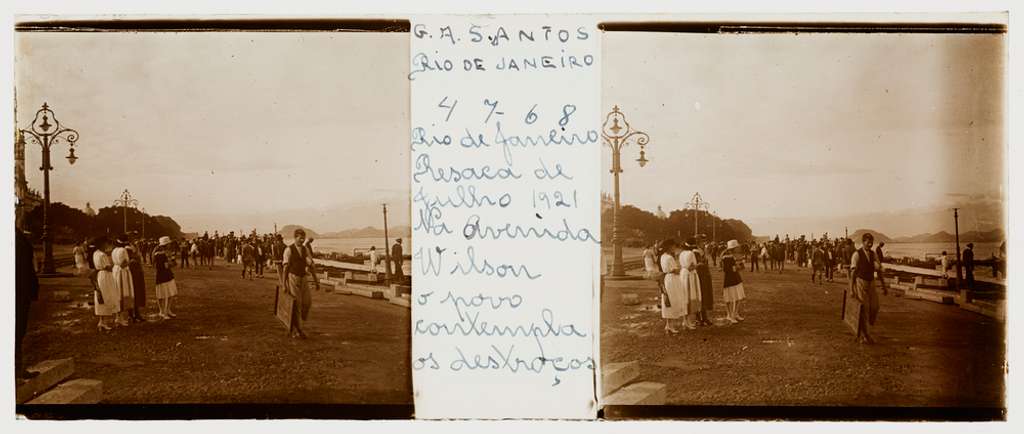 G. A. SANTOS
RIO DE JANEIRO
4 7-6 8
Rio de Janeiro
Resaca de
Julho 1921
Na Avenida
Wilson
o povo
contempla
os destroços